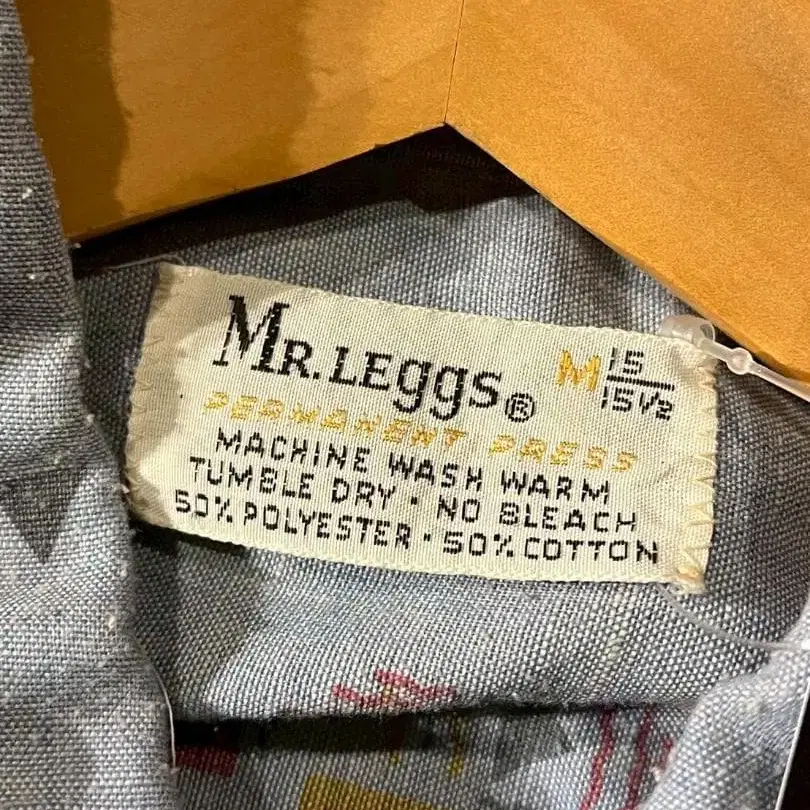 MR. LEGGS® M 15/15½
PERMANENT PRESS
MACHINE WASH WARM
TUMBLE DRY · NO BLEACH
50% POLYESTER · 50% COTTON